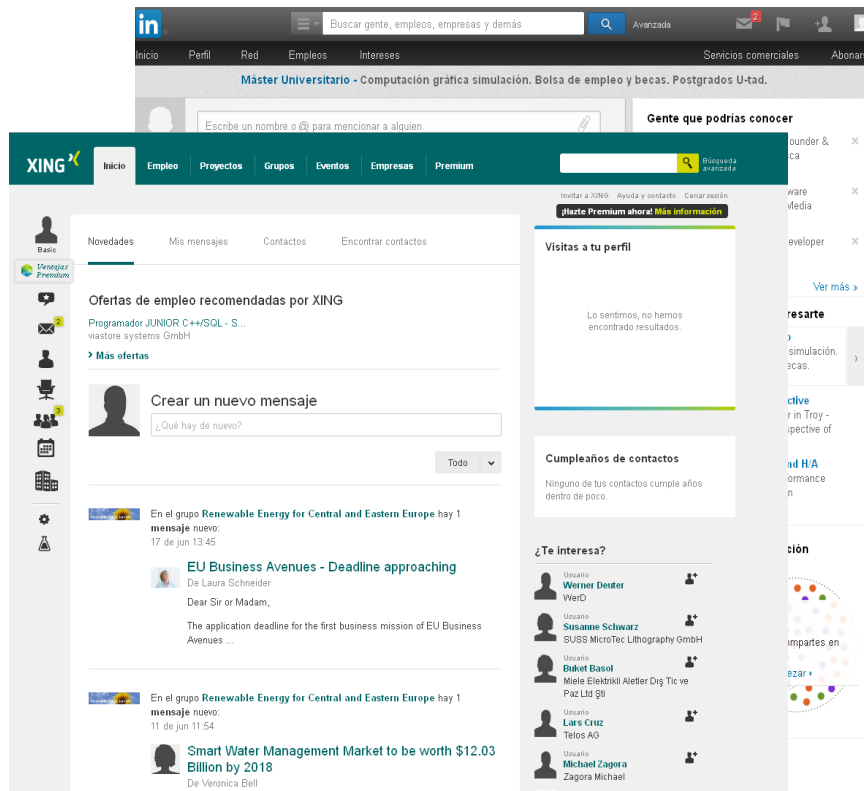 in
Buscar gente, empleos, empresas y demás
Avanzada
2
Inicio Perfil Red Empleos Intereses Servicios comerciales
Máster Universitario - Computación gráfica simulación. Bolsa de empleo y becas. Postgrados U-tad.
Escribe un nombre o @ para mencionar a alguien
Gente que podrías conocer
ounder &
Ver más »
simulación.
r in Troy -
spective of
nd H/A
ompartes en
XING
Inicio Empleo Proyectos Grupos Eventos Empresas Premium
Búsqueda
avanzada
Invitar a XING Ayuda y contacto Cerrar sesión
¡Hazte Premium ahora! Más información
Basic
Ventajas
Premium
2
3
Novedades Mis mensajes Contactos Encontrar contactos
Ofertas de empleo recomendadas por XING
Programador JUNIOR C++/SQL - S...
viastore systems GmbH
Más ofertas
Crear un nuevo mensaje
¿Qué hay de nuevo?
Todo
En el grupo Renewable Energy for Central and Eastern Europe hay 1
mensaje nuevo:
17 de jun 13:45
EU Business Avenues - Deadline approaching
De Laura Schneider
Dear Sir or Madam,
The application deadline for the first business mission of EU Business
Avenues ...
En el grupo Renewable Energy for Central and Eastern Europe hay 1
mensaje nuevo:
11 de jun 11:54
Smart Water Management Market to be worth $12.03
Billion by 2018
De Veronica Bell
Visitas a tu perfil
Lo sentimos, no hemos
encontrado resultados.
Cumpleaños de contactos
Ninguno de tus contactos cumple años
dentro de poco.
¿Te interesa?
Usuario
Werner Deuter
WerD
Usuario
Susanne Schwarz
SUSS MicroTec Lithography GmbH
Usuario
Buket Basol
Miele Elektrikli Aletler Dış Tic ve
Paz Ltd Şti
Usuario
Lars Cruz
Telos AG
Usuario
Michael Zagora
Zagora Michael